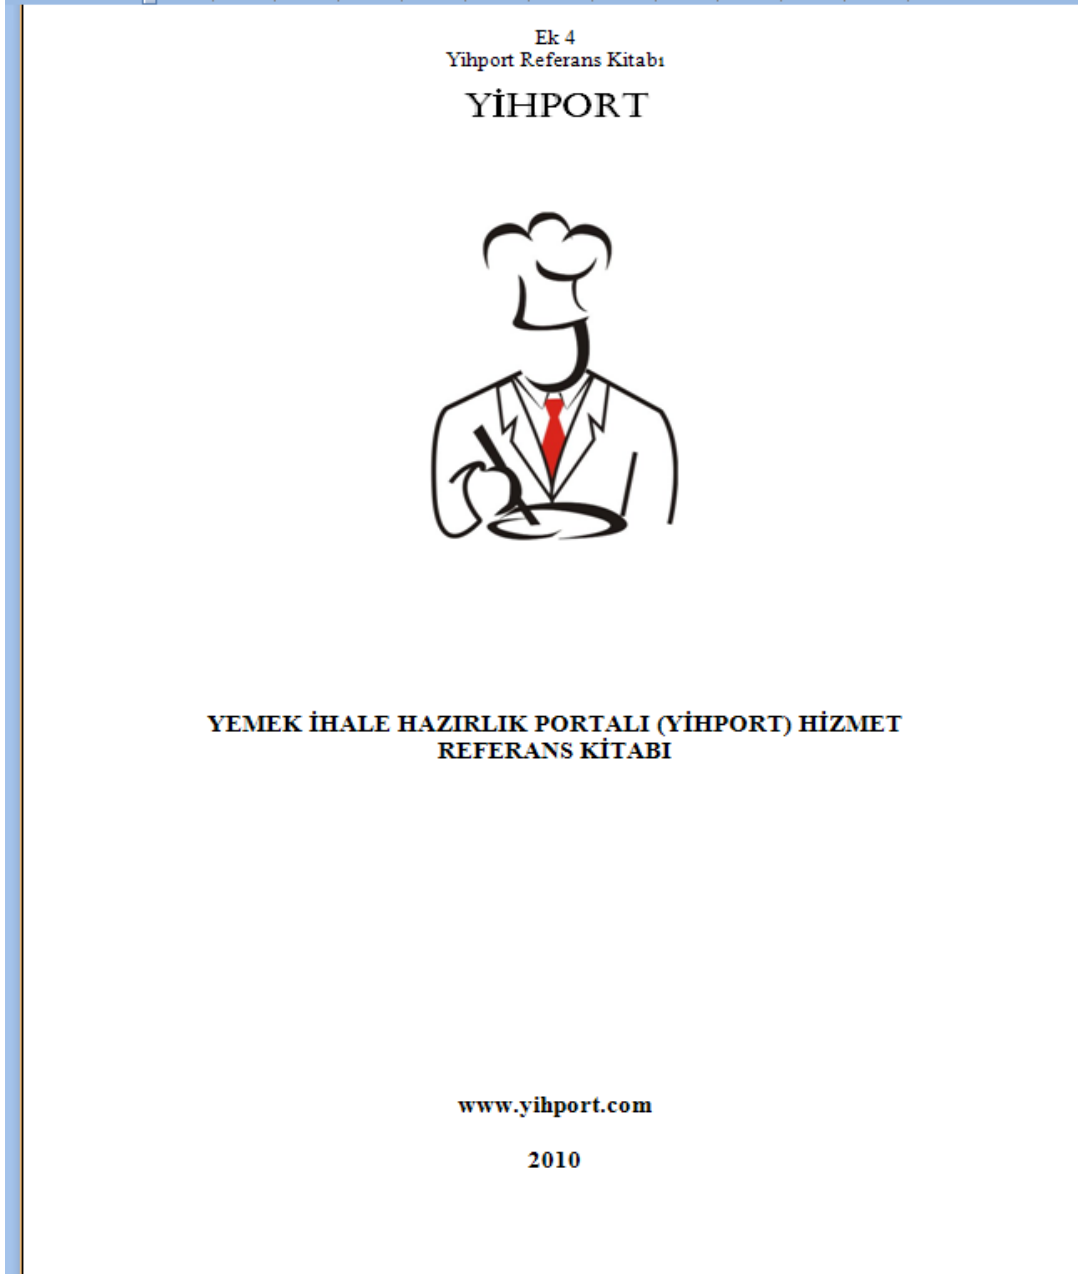 Ek 4
Yihport Referans Kitabı
YİHPORT
YEMEK İHALE HAZIRLIK PORTALI (YİHPORT) HİZMET
REFERANS KİTABI
www.yihport.com
2010